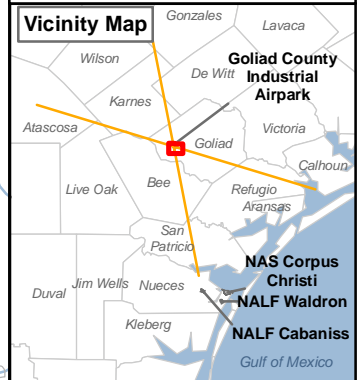 Vicinity Map
Gonzales
Lavaca
Wilson
De Witt
Goliad County
Industrial
Airpark
Karnes
Atascosa
Goliad
Victoria
Calhoun
Bee
Live Oak
Refugio
Aransas
San
Patricio
NAS Corpus
Christi
Duval
Jim Wells
Nueces
NALF Waldron
Kleberg
NALF Cabaniss
Gulf of Mexico